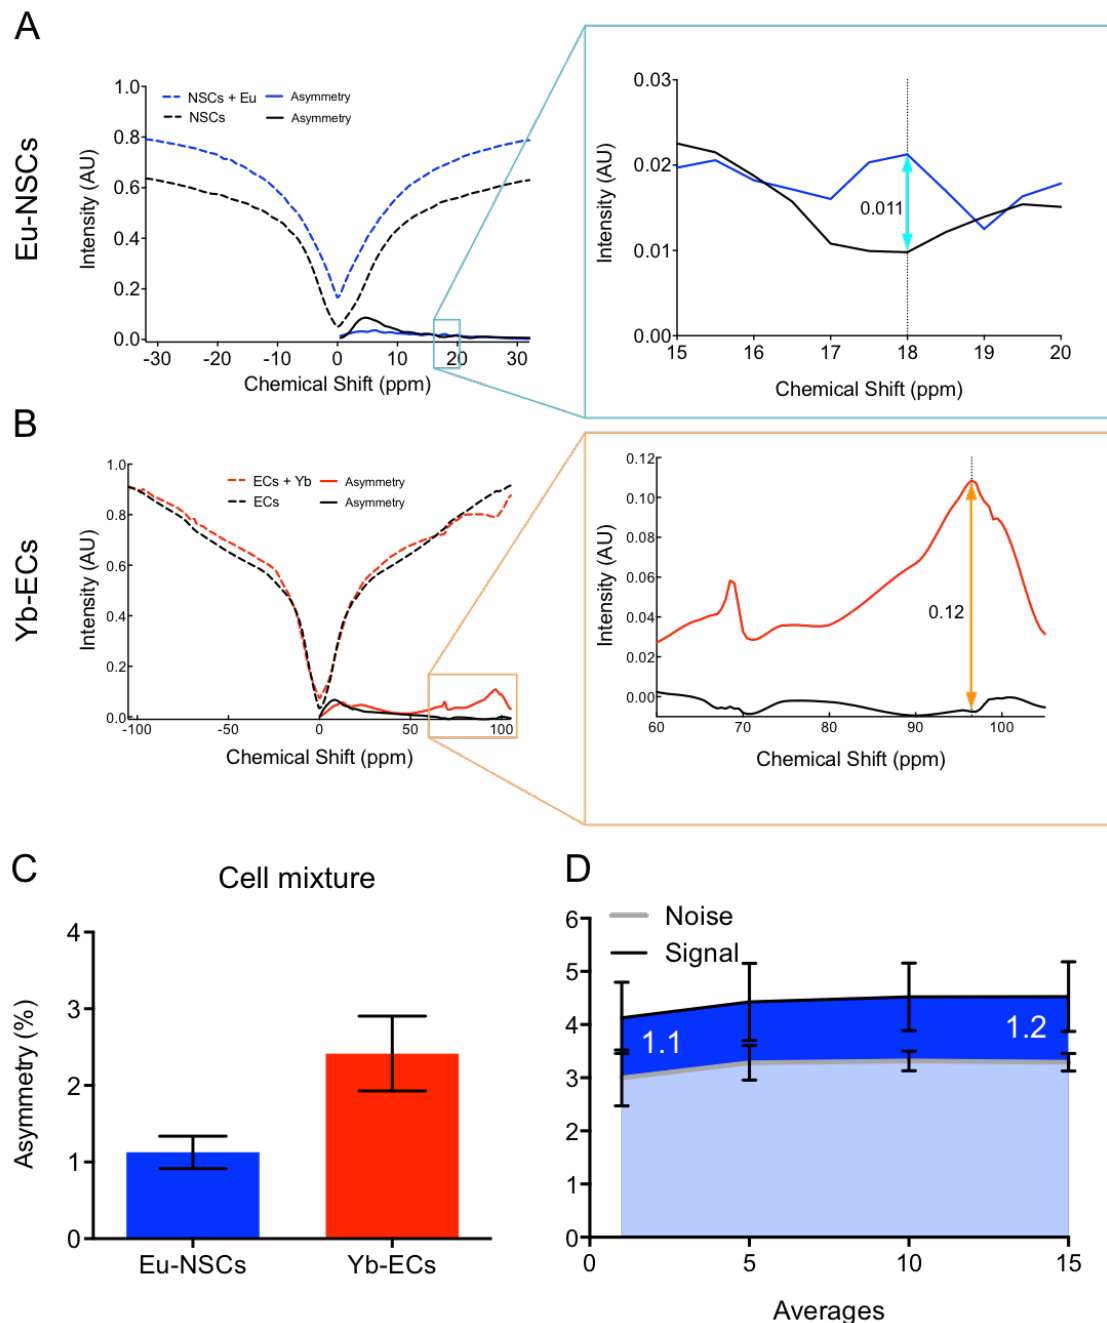 A
Eu-NSCs
NSCs + Eu Asymmetry
NSCs Asymmetry
Intensity (AU)
1.0
0.8
0.6
0.4
0.2
0.0
-30 -20 -10 0 10 20 30
Chemical Shift (ppm)
Intensity (AU)
0.03
0.02
0.01
0.00
0.011
15 16 17 18 19 20
Chemical Shift (ppm)
B
Yb-ECs
ECs + Yb Asymmetry
ECs Asymmetry
Intensity (AU)
1.0
0.8
0.6
0.4
0.2
0.0
-100 -50 0 50 100
Chemical Shift (ppm)
Intensity (AU)
0.12
0.10
0.08
0.06
0.04
0.02
0.00
0.12
60 70 80 90 100
Chemical Shift (ppm)
C
Cell mixture
Asymmetry (%)
4
3
2
1
0
Eu-NSCs Yb-ECs
D
Noise
Signal
6
5
4
3
2
1
0
1.1 1.2
0 5 10 15
Averages